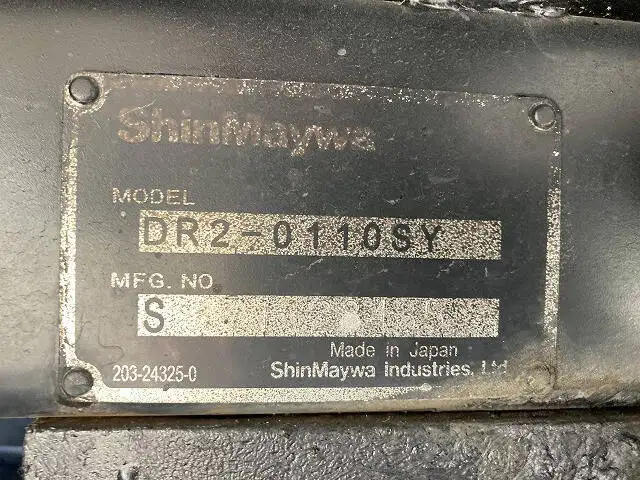 ShinMaywa
MODEL
DR2-0110SY
MFG. NO
S
Made in Japan
203-24325-0
ShinMaywa Industries, Ltd